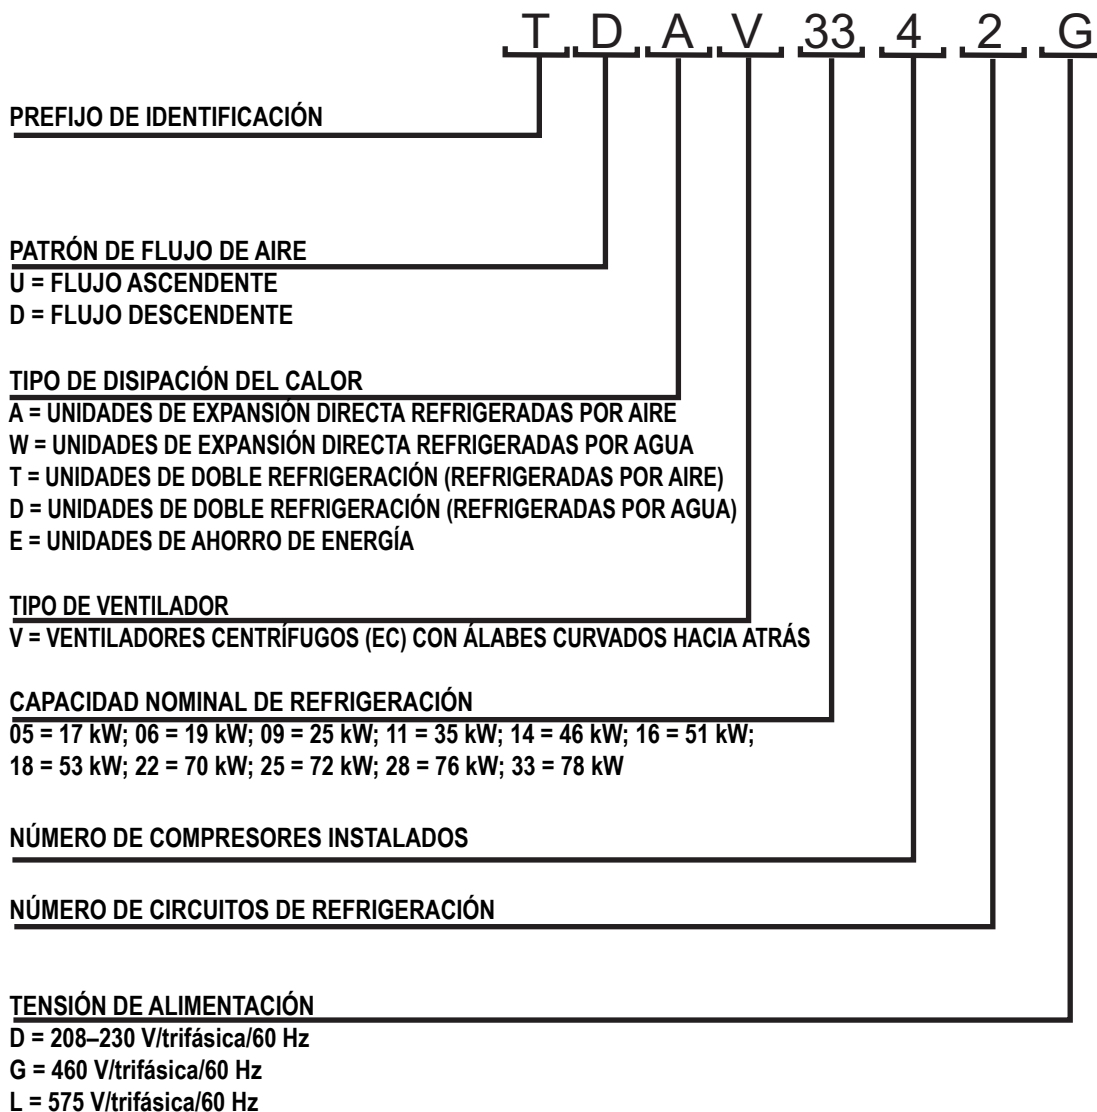 T D A V 33 4 2 G
PREFIJO DE IDENTIFICACIÓN
PATRÓN DE FLUJO DE AIRE
U = FLUJO ASCENDENTE
D = FLUJO DESCENDENTE
TIPO DE DISIPACIÓN DEL CALOR
A = UNIDADES DE EXPANSIÓN DIRECTA REFRIGERADAS POR AIRE
W = UNIDADES DE EXPANSIÓN DIRECTA REFRIGERADAS POR AGUA
T = UNIDADES DE DOBLE REFRIGERACIÓN (REFRIGERADAS POR AIRE)
D = UNIDADES DE DOBLE REFRIGERACIÓN (REFRIGERADAS POR AGUA)
E = UNIDADES DE AHORRO DE ENERGÍA
TIPO DE VENTILADOR
V = VENTILADORES CENTRÍFUGOS (EC) CON ÁLABES CURVADOS HACIA ATRÁS
CAPACIDAD NOMINAL DE REFRIGERACIÓN
05 = 17 kW; 06 = 19 kW; 09 = 25 kW; 11 = 35 kW; 14 = 46 kW; 16 = 51 kW;
18 = 53 kW; 22 = 70 kW; 25 = 72 kW; 28 = 76 kW; 33 = 78 kW
NÚMERO DE COMPRESORES INSTALADOS
NÚMERO DE CIRCUITOS DE REFRIGERACIÓN
TENSIÓN DE ALIMENTACIÓN
D = 208–230 V/trifásica/60 Hz
G = 460 V/trifásica/60 Hz
L = 575 V/trifásica/60 Hz